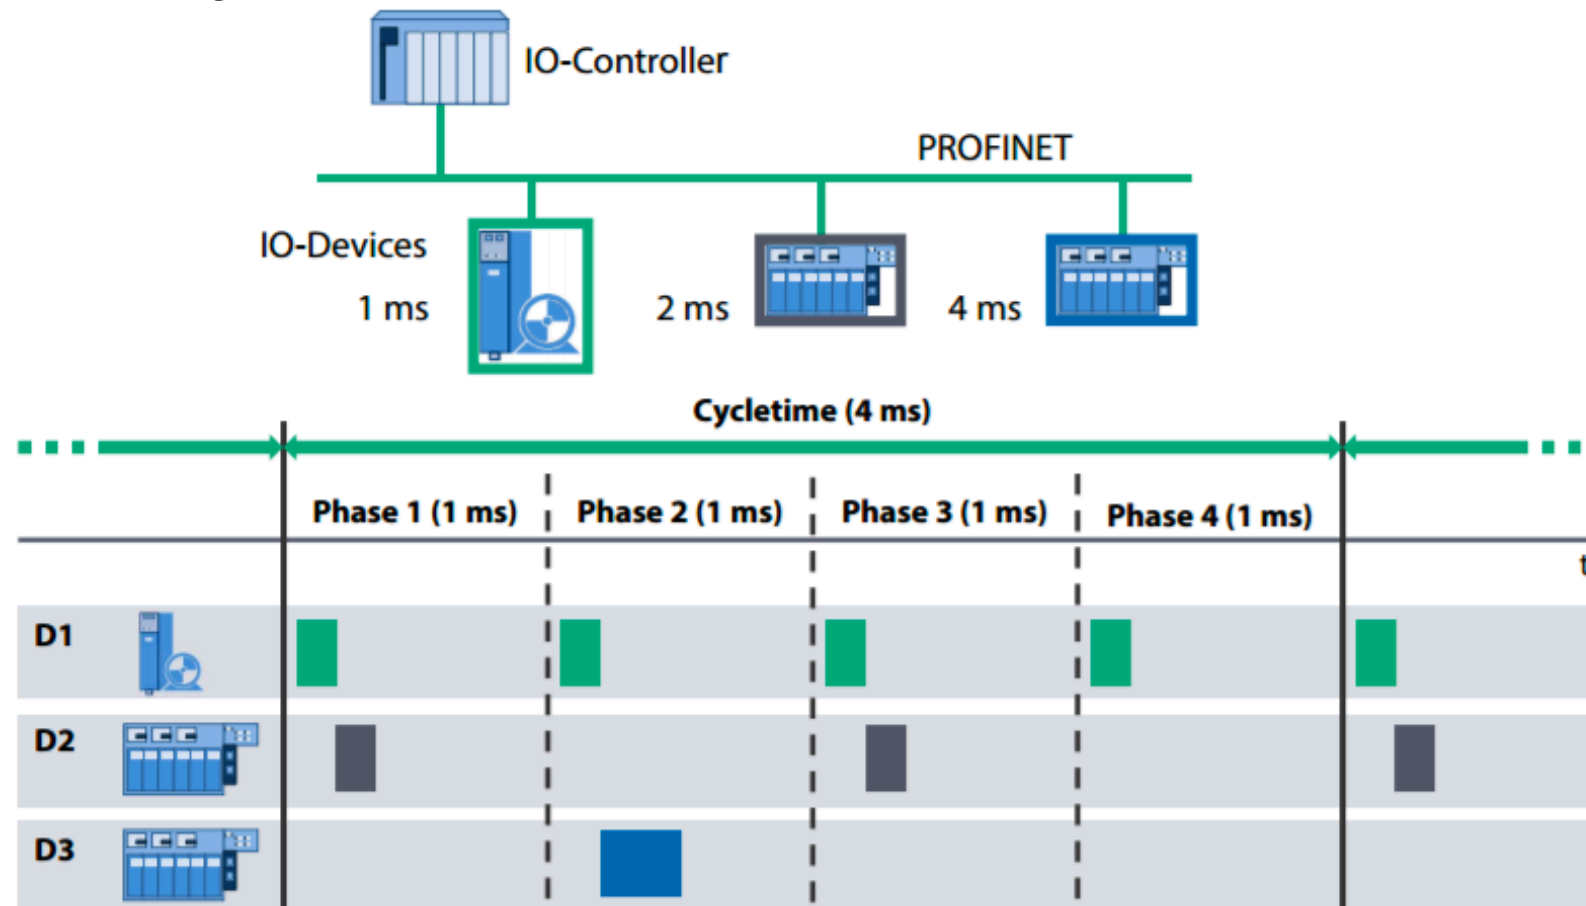 IO-Controller
PROFINET
IO-Devices
1 ms
2 ms
4 ms
Cycletime (4 ms)
Phase 1 (1 ms)
Phase 2 (1 ms)
Phase 3 (1 ms)
Phase 4 (1 ms)
t
D1
D2
D3